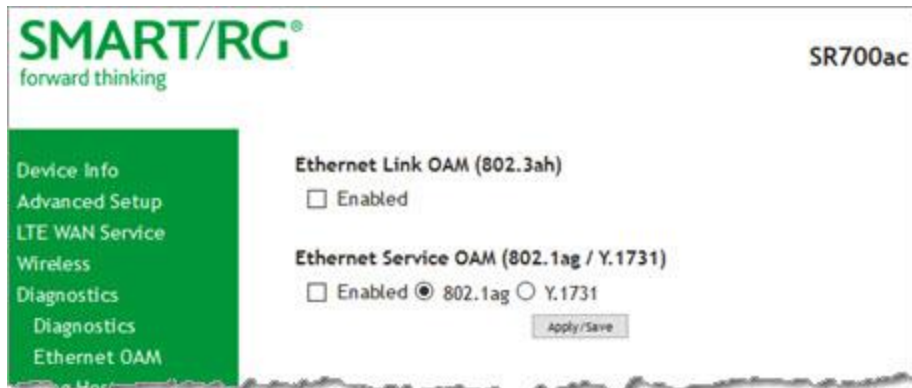 SMART/RG®
forward thinking
SR700ac
Device Info
Advanced Setup
LTE WAN Service
Wireless
Diagnostics
Diagnostics
Ethernet OAM
Ethernet Link OAM (802.3ah)
Enabled
Ethernet Service OAM (802.1ag / Y.1731)
Enabled 802.1ag Y.1731
Apply/Save